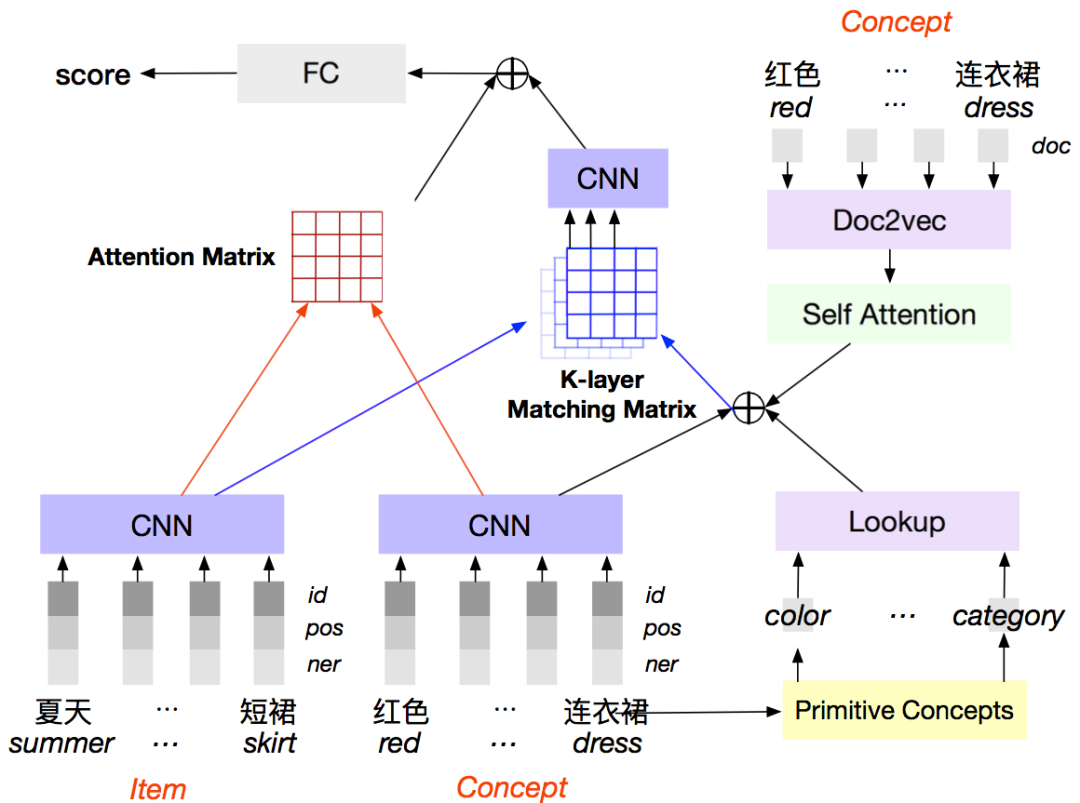 Concept
红色 ... 连衣裙
red ... dress
doc
score
FC
CNN
Doc2vec
Attention Matrix
Self Attention
K-layer
Matching Matrix
CNN
CNN
Lookup
id
pos
ner
id
pos
ner
color ... category
Primitive Concepts
夏天 ... 短裙
summer ... skirt
Item
红色 ... 连衣裙
red ... dress
Concept